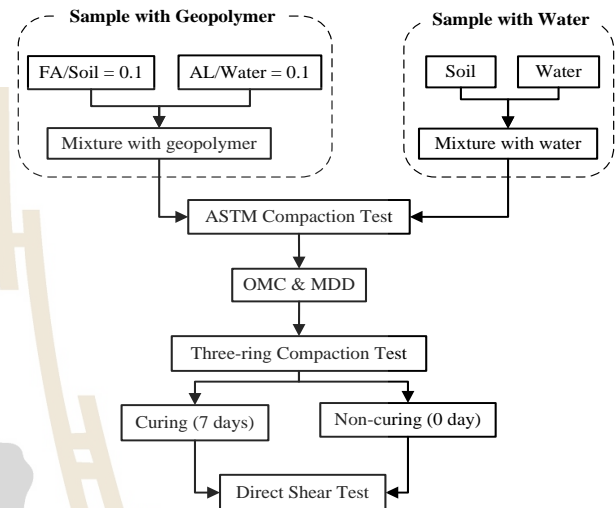 Sample with Geopolymer
Sample with Water
FA/Soil = 0.1
AL/Water = 0.1
Soil
Water
Mixture with geopolymer
Mixture with water
ASTM Compaction Test
OMC & MDD
Three-ring Compaction Test
Curing (7 days)
Non-curing (0 day)
Direct Shear Test